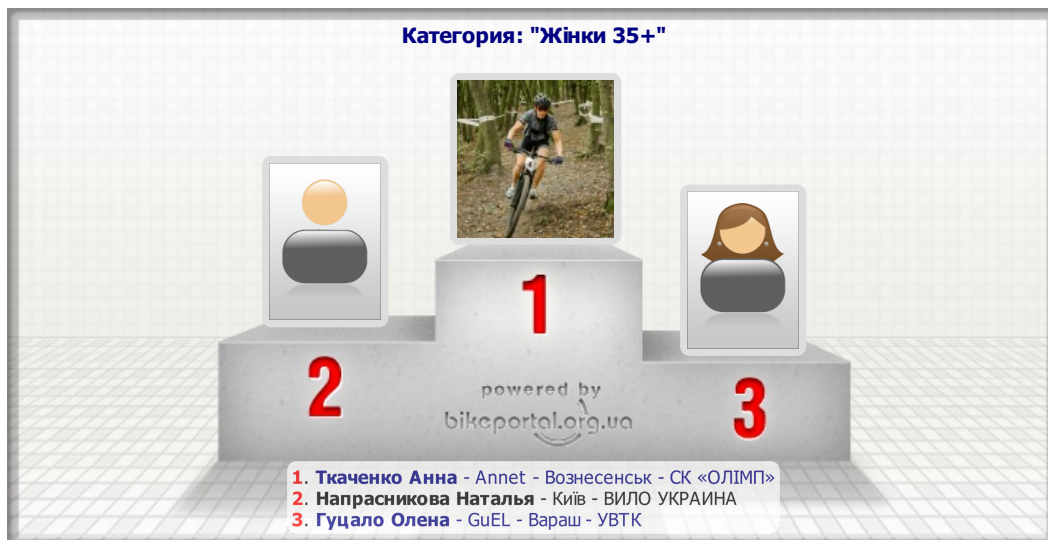 Категория: "Жінки 35+"
1
2
3
powered by
bikeportal.org.ua
1. Ткаченко Анна - Annet - Вознесенськ - СК «ОЛІМП»
2. Напрасникова Наталья - Київ - ВИЛО УКРАИНА
3. Гуцало Олена - GuEL - Вараш - УВТК